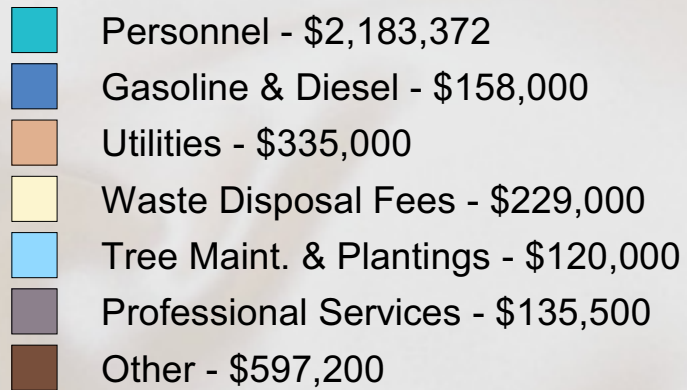 Personnel - $2,183,372
Gasoline & Diesel - $158,000
Utilities - $335,000
Waste Disposal Fees - $229,000
Tree Maint. & Plantings - $120,000
Professional Services - $135,500
Other - $597,200